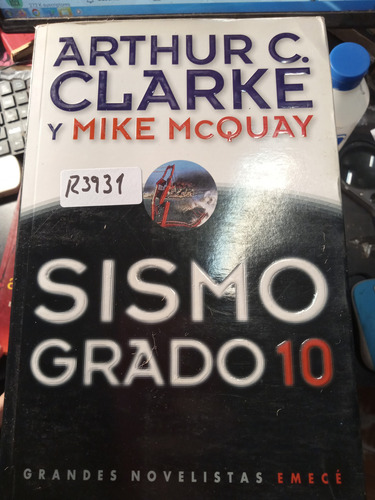 ARTHUR C.
CLARKE
Y MIKE McQUAY
R3931
SISMO
GRADO 10
GRANDES NOVELISTAS EMECÉ